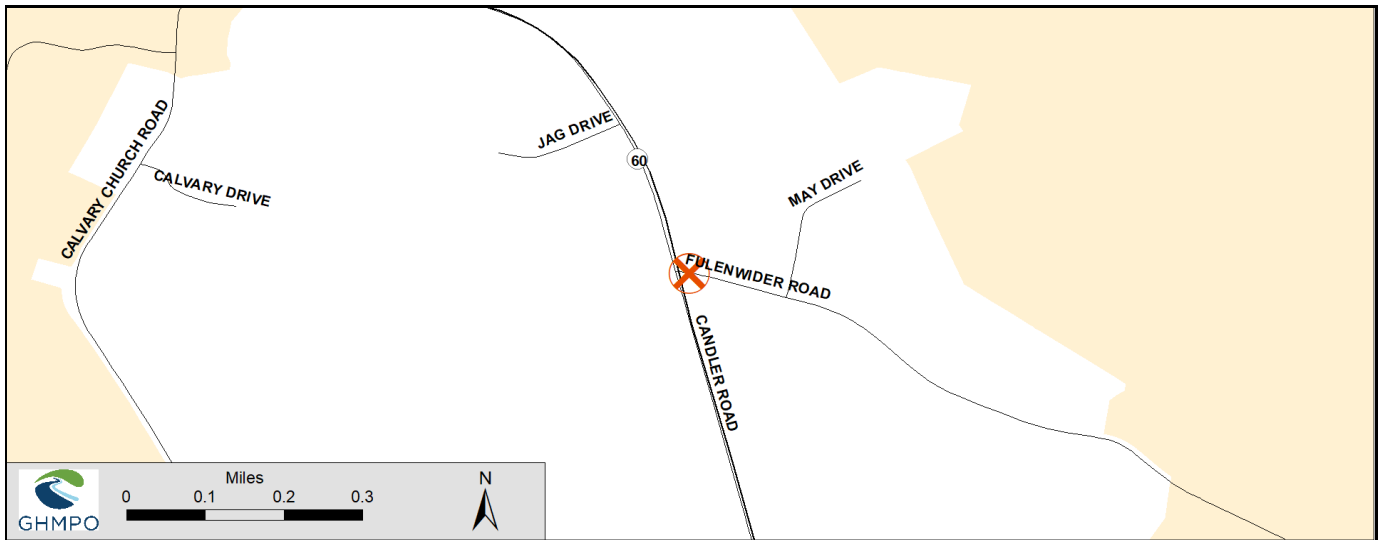 JAG DRIVE
60
CALVARY CHURCH ROAD
CALVARY DRIVE
MAY DRIVE
FULENWIDER ROAD
CANDLER ROAD
Miles
0 0.1 0.2 0.3
N
GHMPO